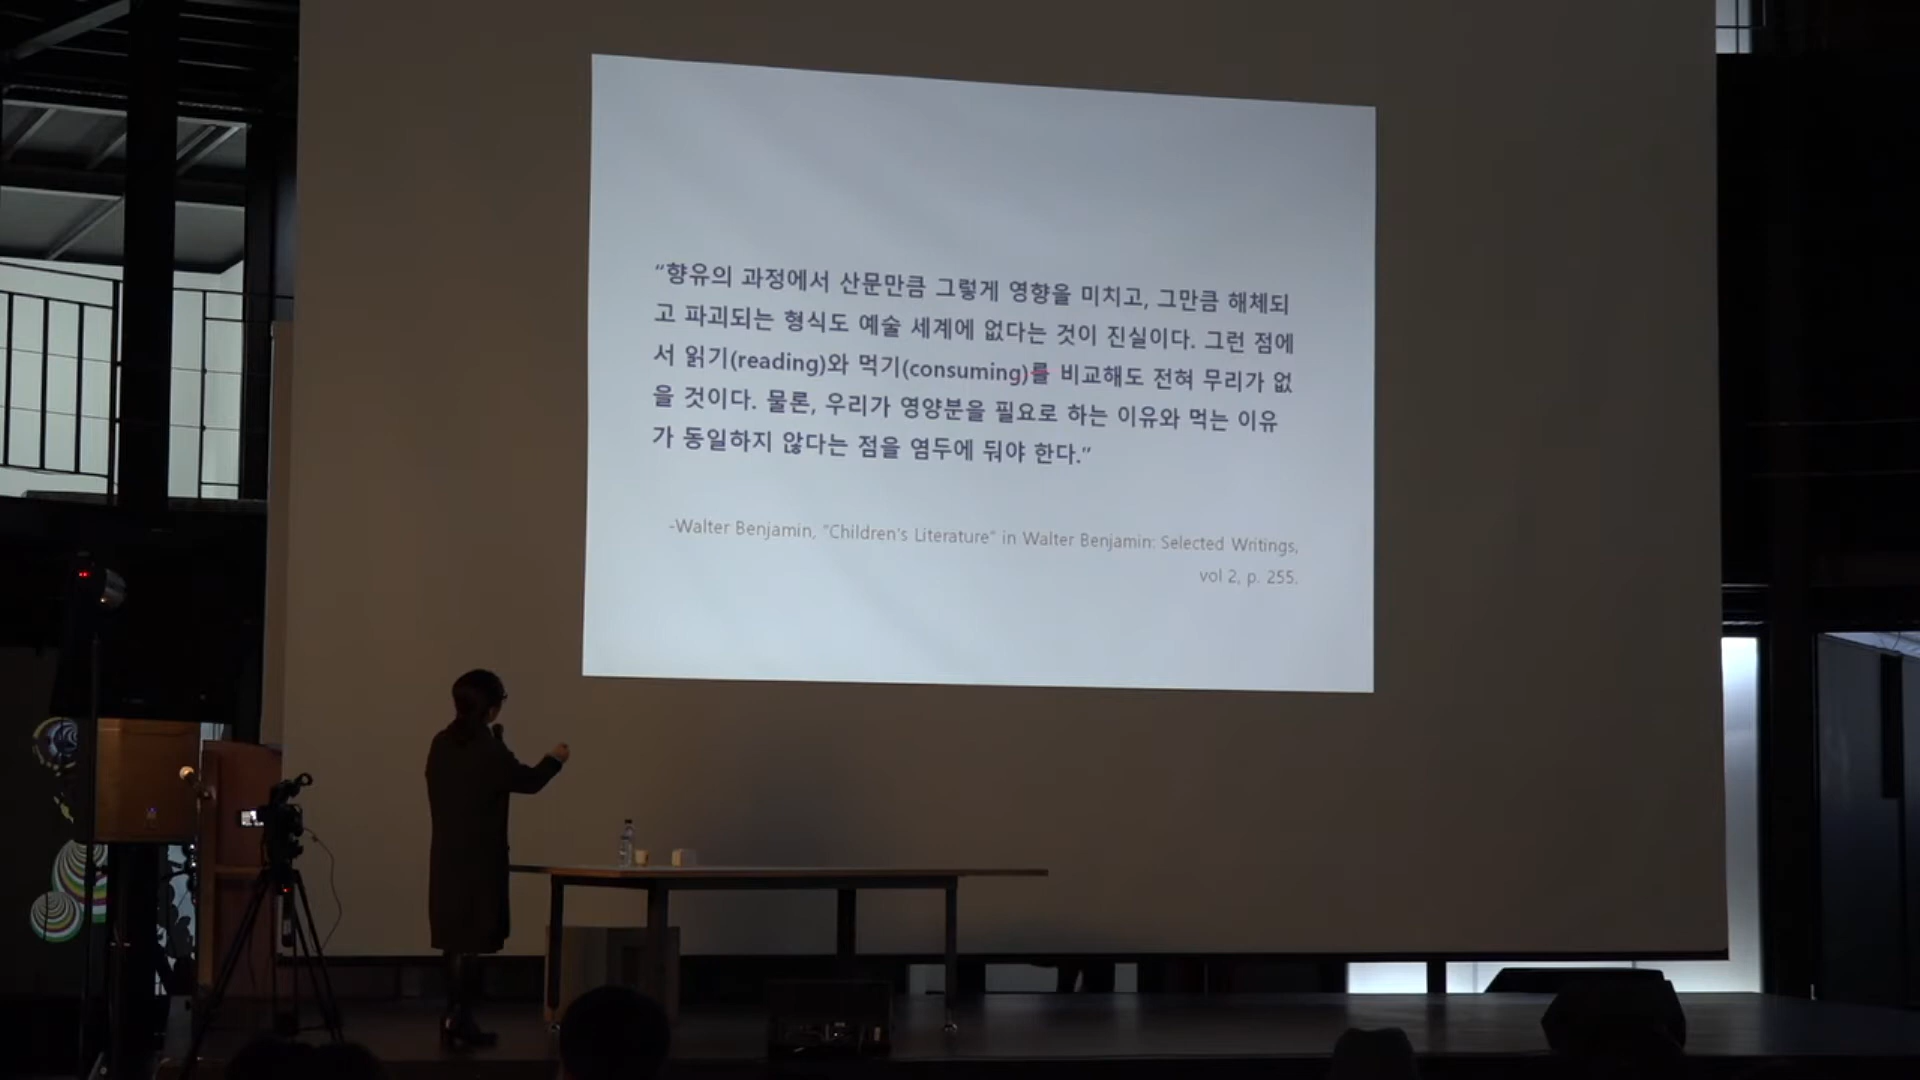 “향유의 과정에서 산문만큼 그렇게 영향을 미치고, 그만큼 해체되
고 파괴되는 형식도 예술 세계에 없다는 것이 진실이다. 그런 점에
서 읽기(reading)와 먹기(consuming)를 비교해도 전혀 무리가 없
을 것이다. 물론, 우리가 영양분을 필요로 하는 이유와 먹는 이유
가 동일하지 않다는 점을 염두에 둬야 한다.”
-Walter Benjamin, “Children's Literature” in Walter Benjamin: Selected Writings,
vol 2, p. 255.